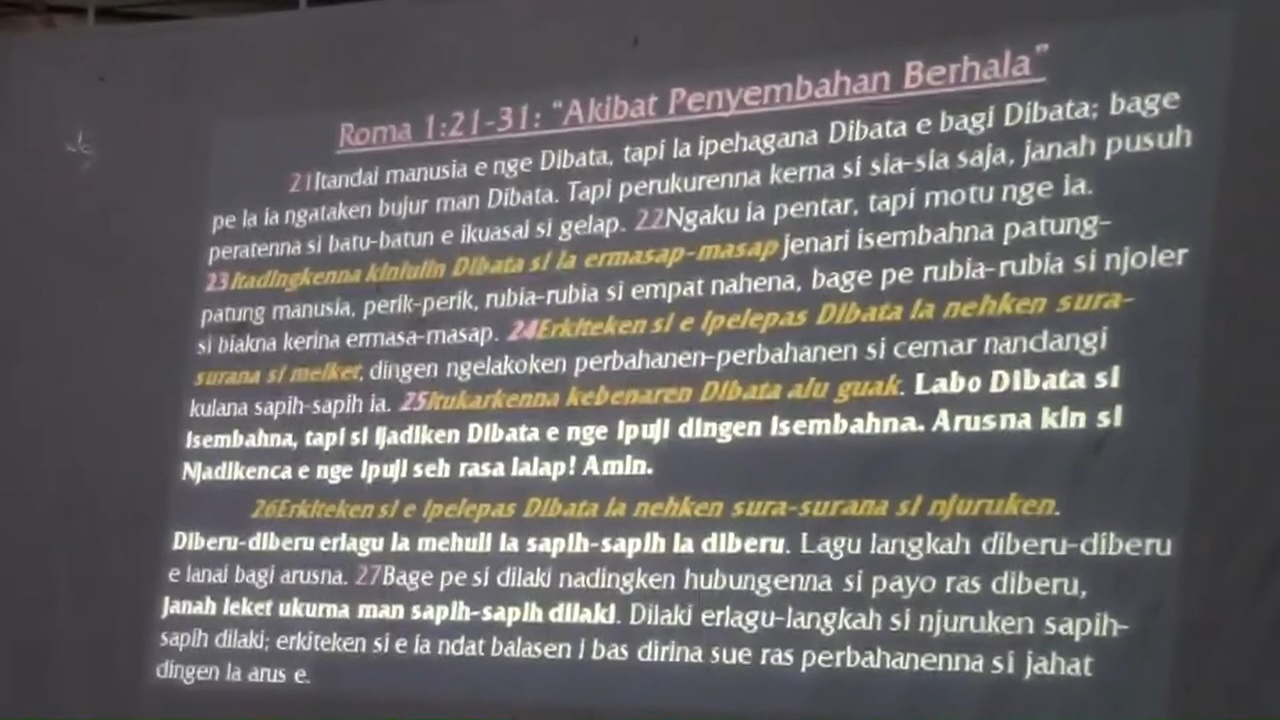 Roma 1:21-31: “Akibat Penyembahan Berhala”
21Itandai manusia e nge Dibata, tapi la ipehagana Dibata e bagi Dibata; bage
pe la ia ngataken bujur man Dibata. Tapi perukurenna kerna si sia-sia saja, janah pusuh
peratenna si batu-batun e ikuasai si gelap. 22Ngaku ia pentar, tapi motu nge ia.
23Itadingkenna kiniulin Dibata si la ermasap-masap jenari isembahna patung-
patung manusia, perik-perik, rubia-rubia si empat nahena, bage pe rubia-rubia si njoler
si biakna kerina ermasa-masap. 24Erkiteken si e ipelepas Dibata ia nehken sura-
surana si meiket, dingen ngelakoken perbahanen-perbahanen si cemar nandangi
kulana sapih-sapih ia. 25Itukarkenna kebenaren Dibata alu guak. Labo Dibata si
isembahna, tapi si ijadiken Dibata e nge ipuji dingen isembahna. Arusna kin si
Njadikenca e nge ipuji seh rasa lalap! Amin.
26Erkiteken si e ipelepas Dibata ia nehken sura-surana si njuruken.
Diberu-diberu erlagu la mehuli la sapih-sapih ia diberu. Lagu langkah diberu-diberu
e lanai bagi arusna. 27Bage pe si dilaki nadingken hubungenna si payo ras diberu,
janah leket ukurna man sapih-sapih dilaki. Dilaki erlagu-langkah si njuruken sapih-
sapih dilaki; erkiteken si e ia ndat balasen i bas dirina sue ras perbahanenna si jahat
dingen la arus e.